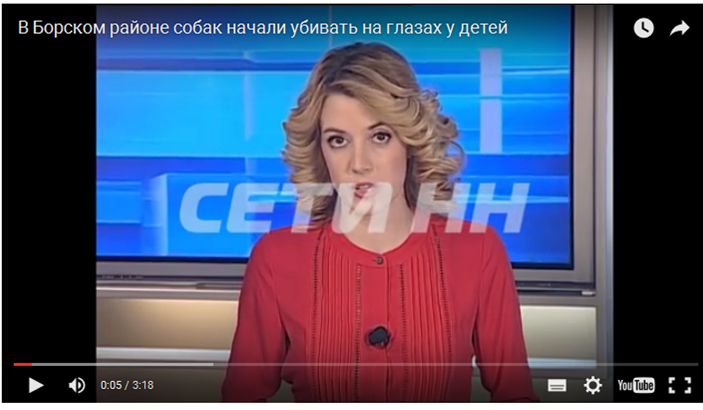 В Борском районе собак начали убивать на глазах у детей
СЕТИ НН
0:05 / 3:18
YouTube